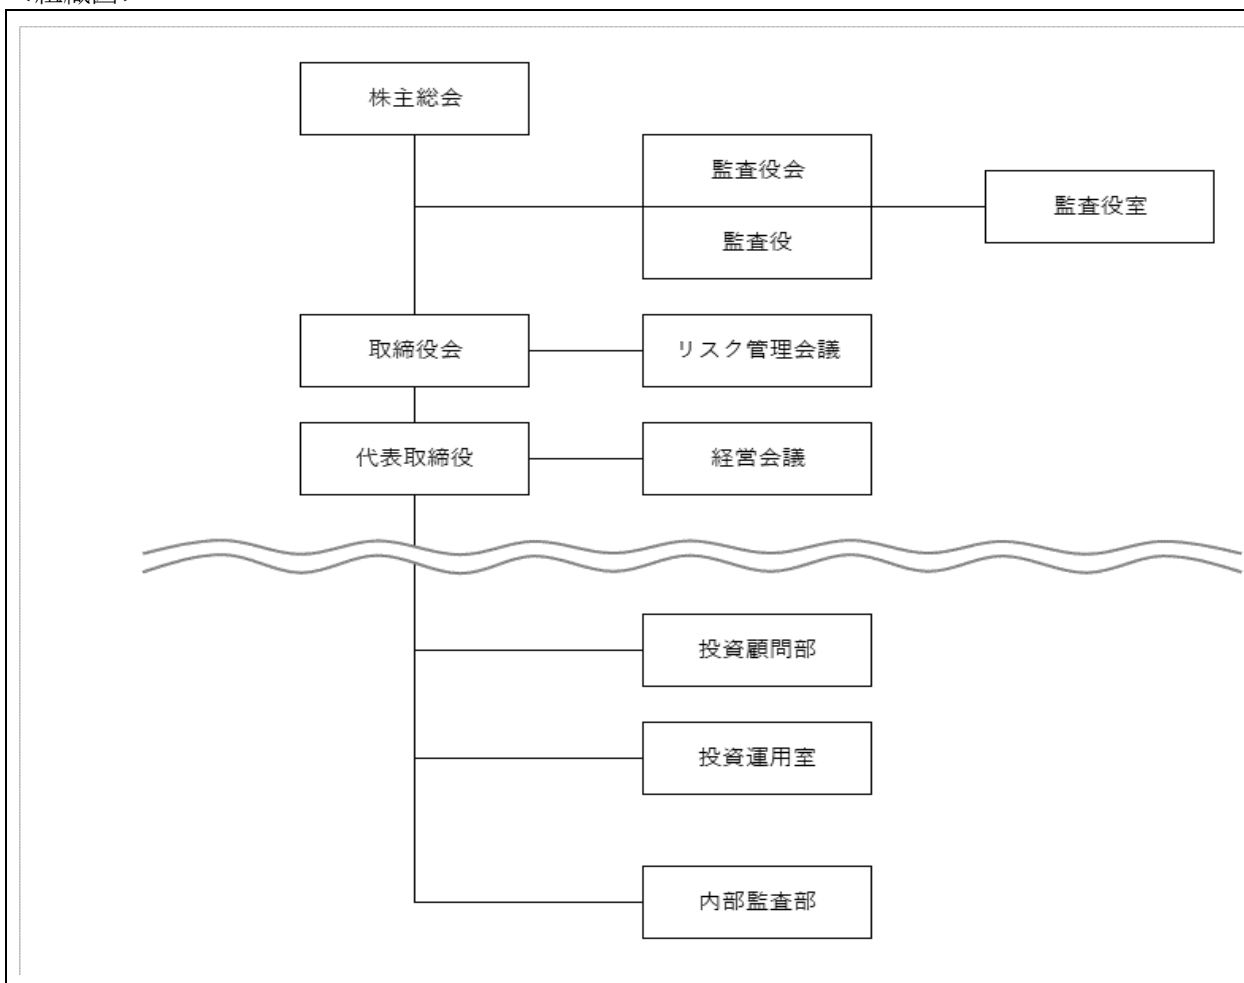 株主総会
監査役会
監査役室
監査役
取締役会
リスク管理会議
代表取締役
経営会議
投資顧問部
投資運用室
内部監査部